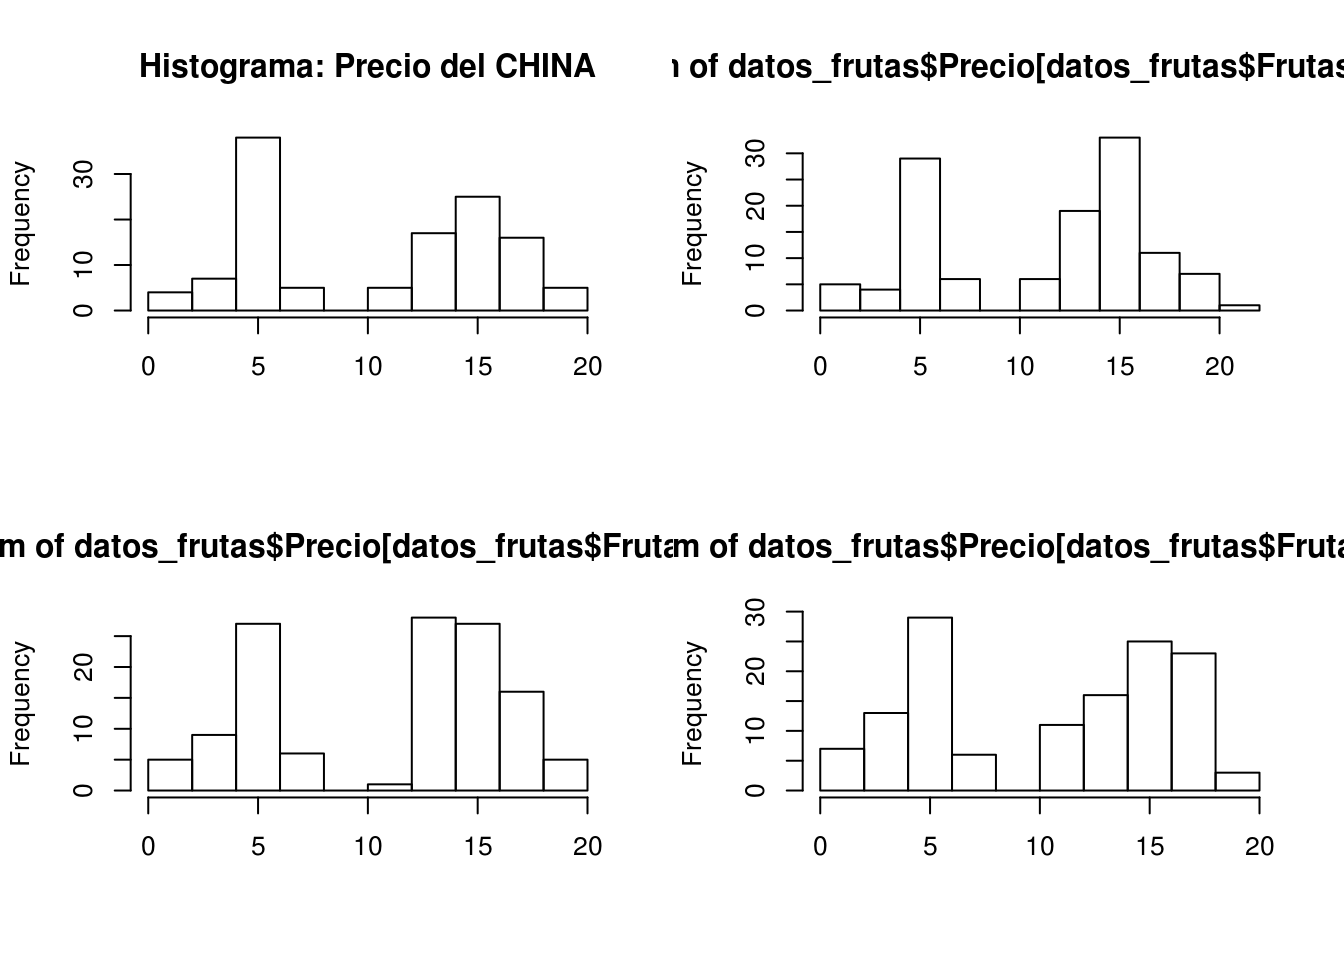 Histograma: Precio del CHINA
Frequency
0 10 30
0 5 10 15 20
of datos_frutas$Precio[datos_frutas$Frutas
Frequency
0 10 20 30
0 5 10 15 20
m of datos_frutas$Precio[datos_frutas$Fruta
Frequency
0 10 20
0 5 10 15 20
m of datos_frutas$Precio[datos_frutas$Fruta
Frequency
0 10 20 30
0 5 10 15 20